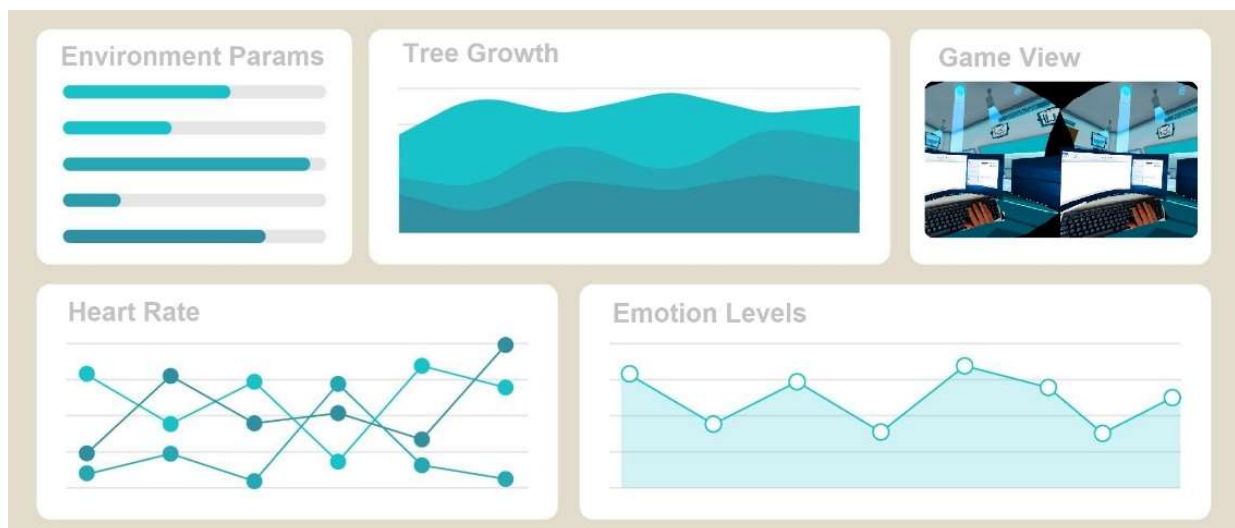 Environment Params
Tree Growth
Game View
Heart Rate
Emotion Levels